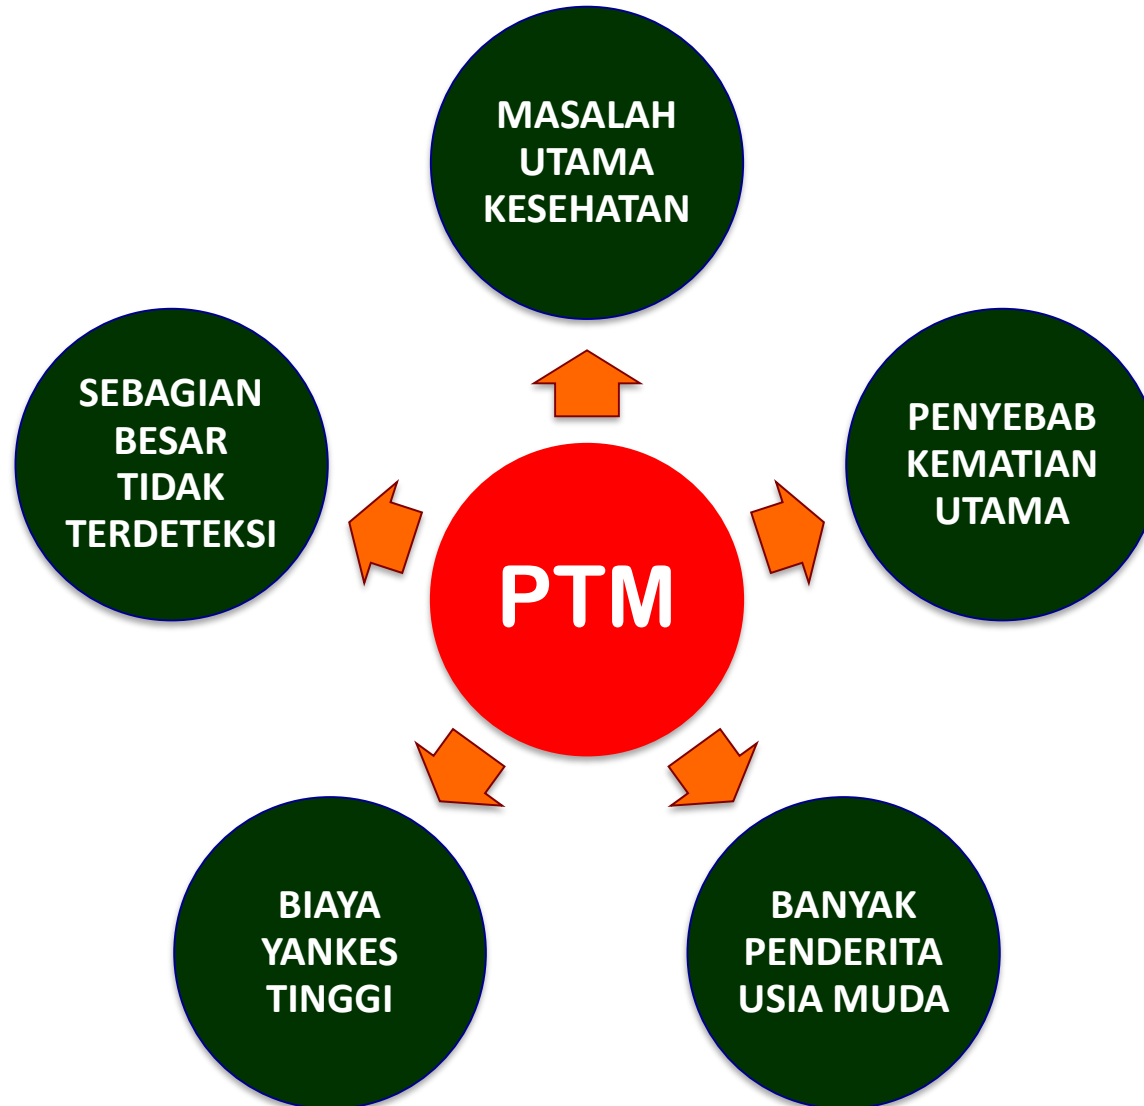 MASALAH
UTAMA
KESEHATAN
SEBAGIAN
BESAR
TIDAK
TERDETEKSI
PENYEBAB
KEMATIAN
UTAMA
PTM
BIAYA
YANKES
TINGGI
BANYAK
PENDERITA
USIA MUDA